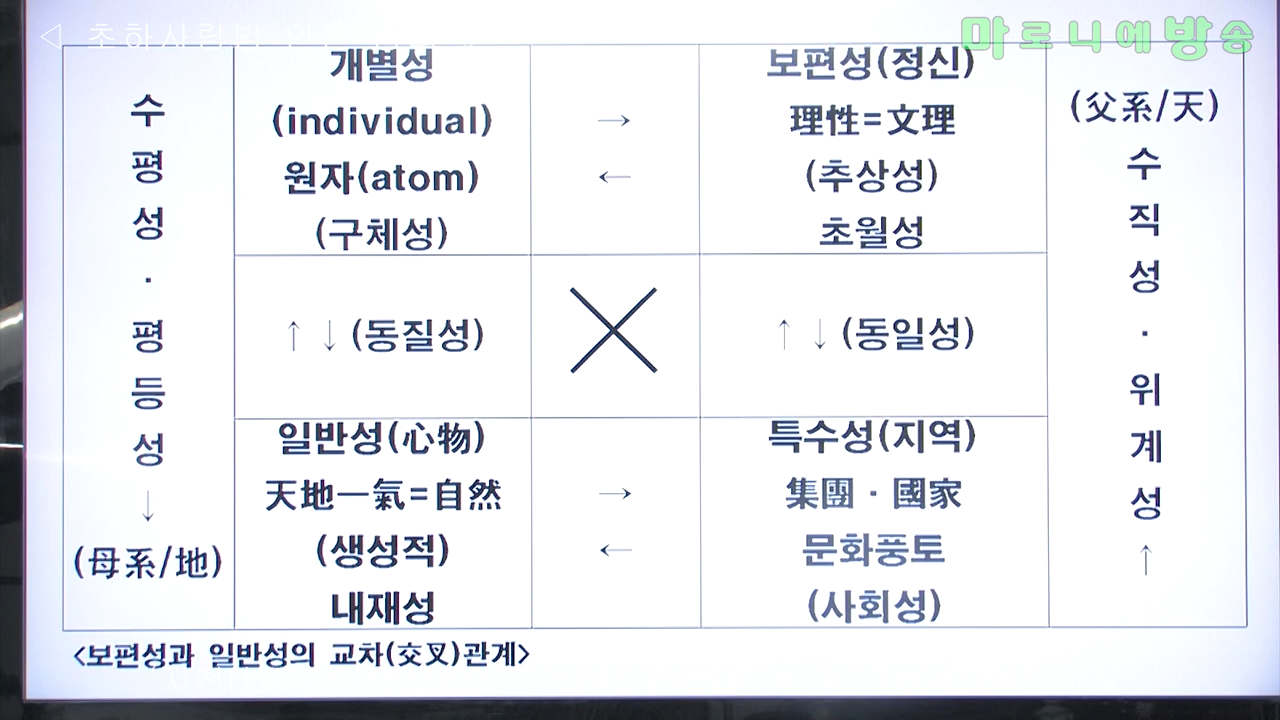 마로니에방송
수평성·평등성
↓
(母系/地)
개별성
(individual)
원자(atom)
(구체성)
→
←
보편성(정신)
理性=文理
(추상성)
초월성
(父系/天)
수직성·위계성
↑
↑ ↓ (동질성)
↑ ↓ (동일성)
일반성(心物)
天地一氣=自然
(생성적)
내재성
→
←
특수성(지역)
集團·國家
문화풍토
(사회성)
<보편성과 일반성의 교차(交叉)관계>